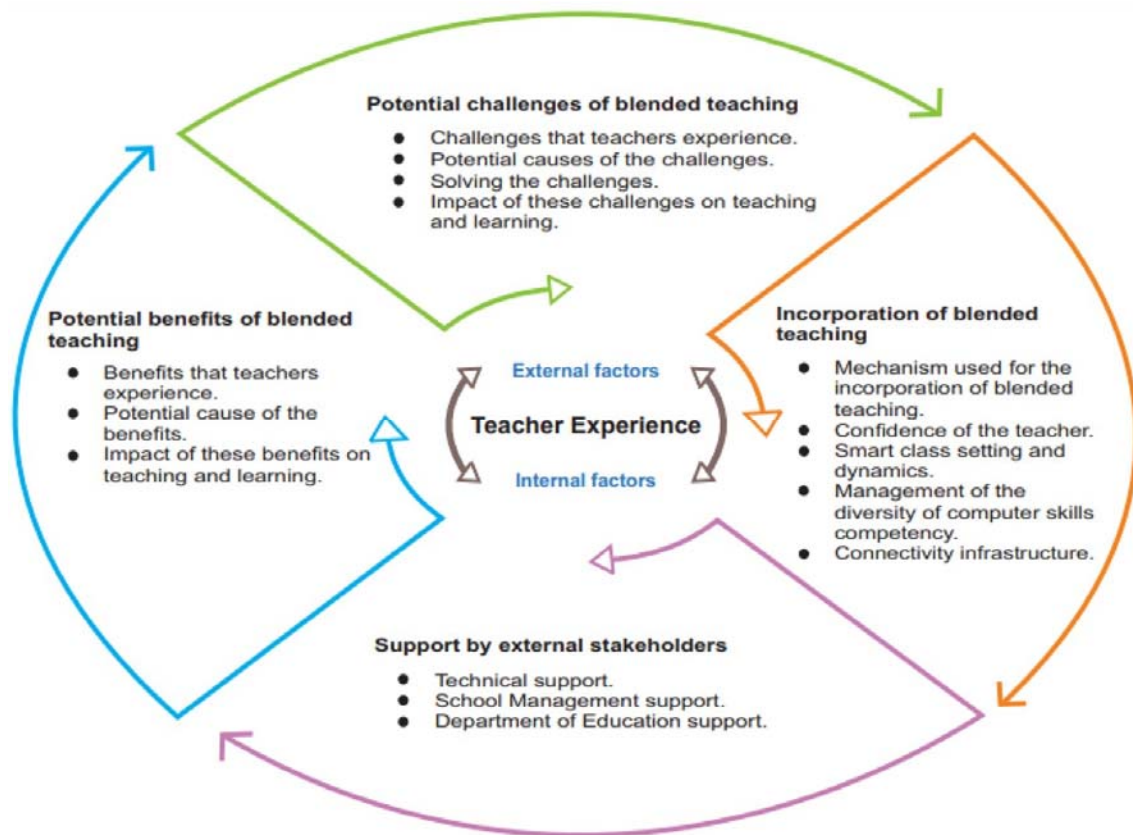 Potential challenges of blended teaching
● Challenges that teachers experience.
● Potential causes of the challenges.
● Solving the challenges.
● Impact of these challenges on teaching
and learning.
Potential benefits of blended
teaching
● Benefits that teachers
experience.
● Potential cause of the
benefits.
● Impact of these benefits on
teaching and learning.
External factors
Teacher Experience
Internal factors
Incorporation of blended
teaching
● Mechanism used for the
incorporation of blended
teaching.
● Confidence of the teacher.
● Smart class setting and
dynamics.
● Management of the
diversity of computer skills
competency.
● Connectivity infrastructure.
Support by external stakeholders
● Technical support.
● School Management support.
● Department of Education support.